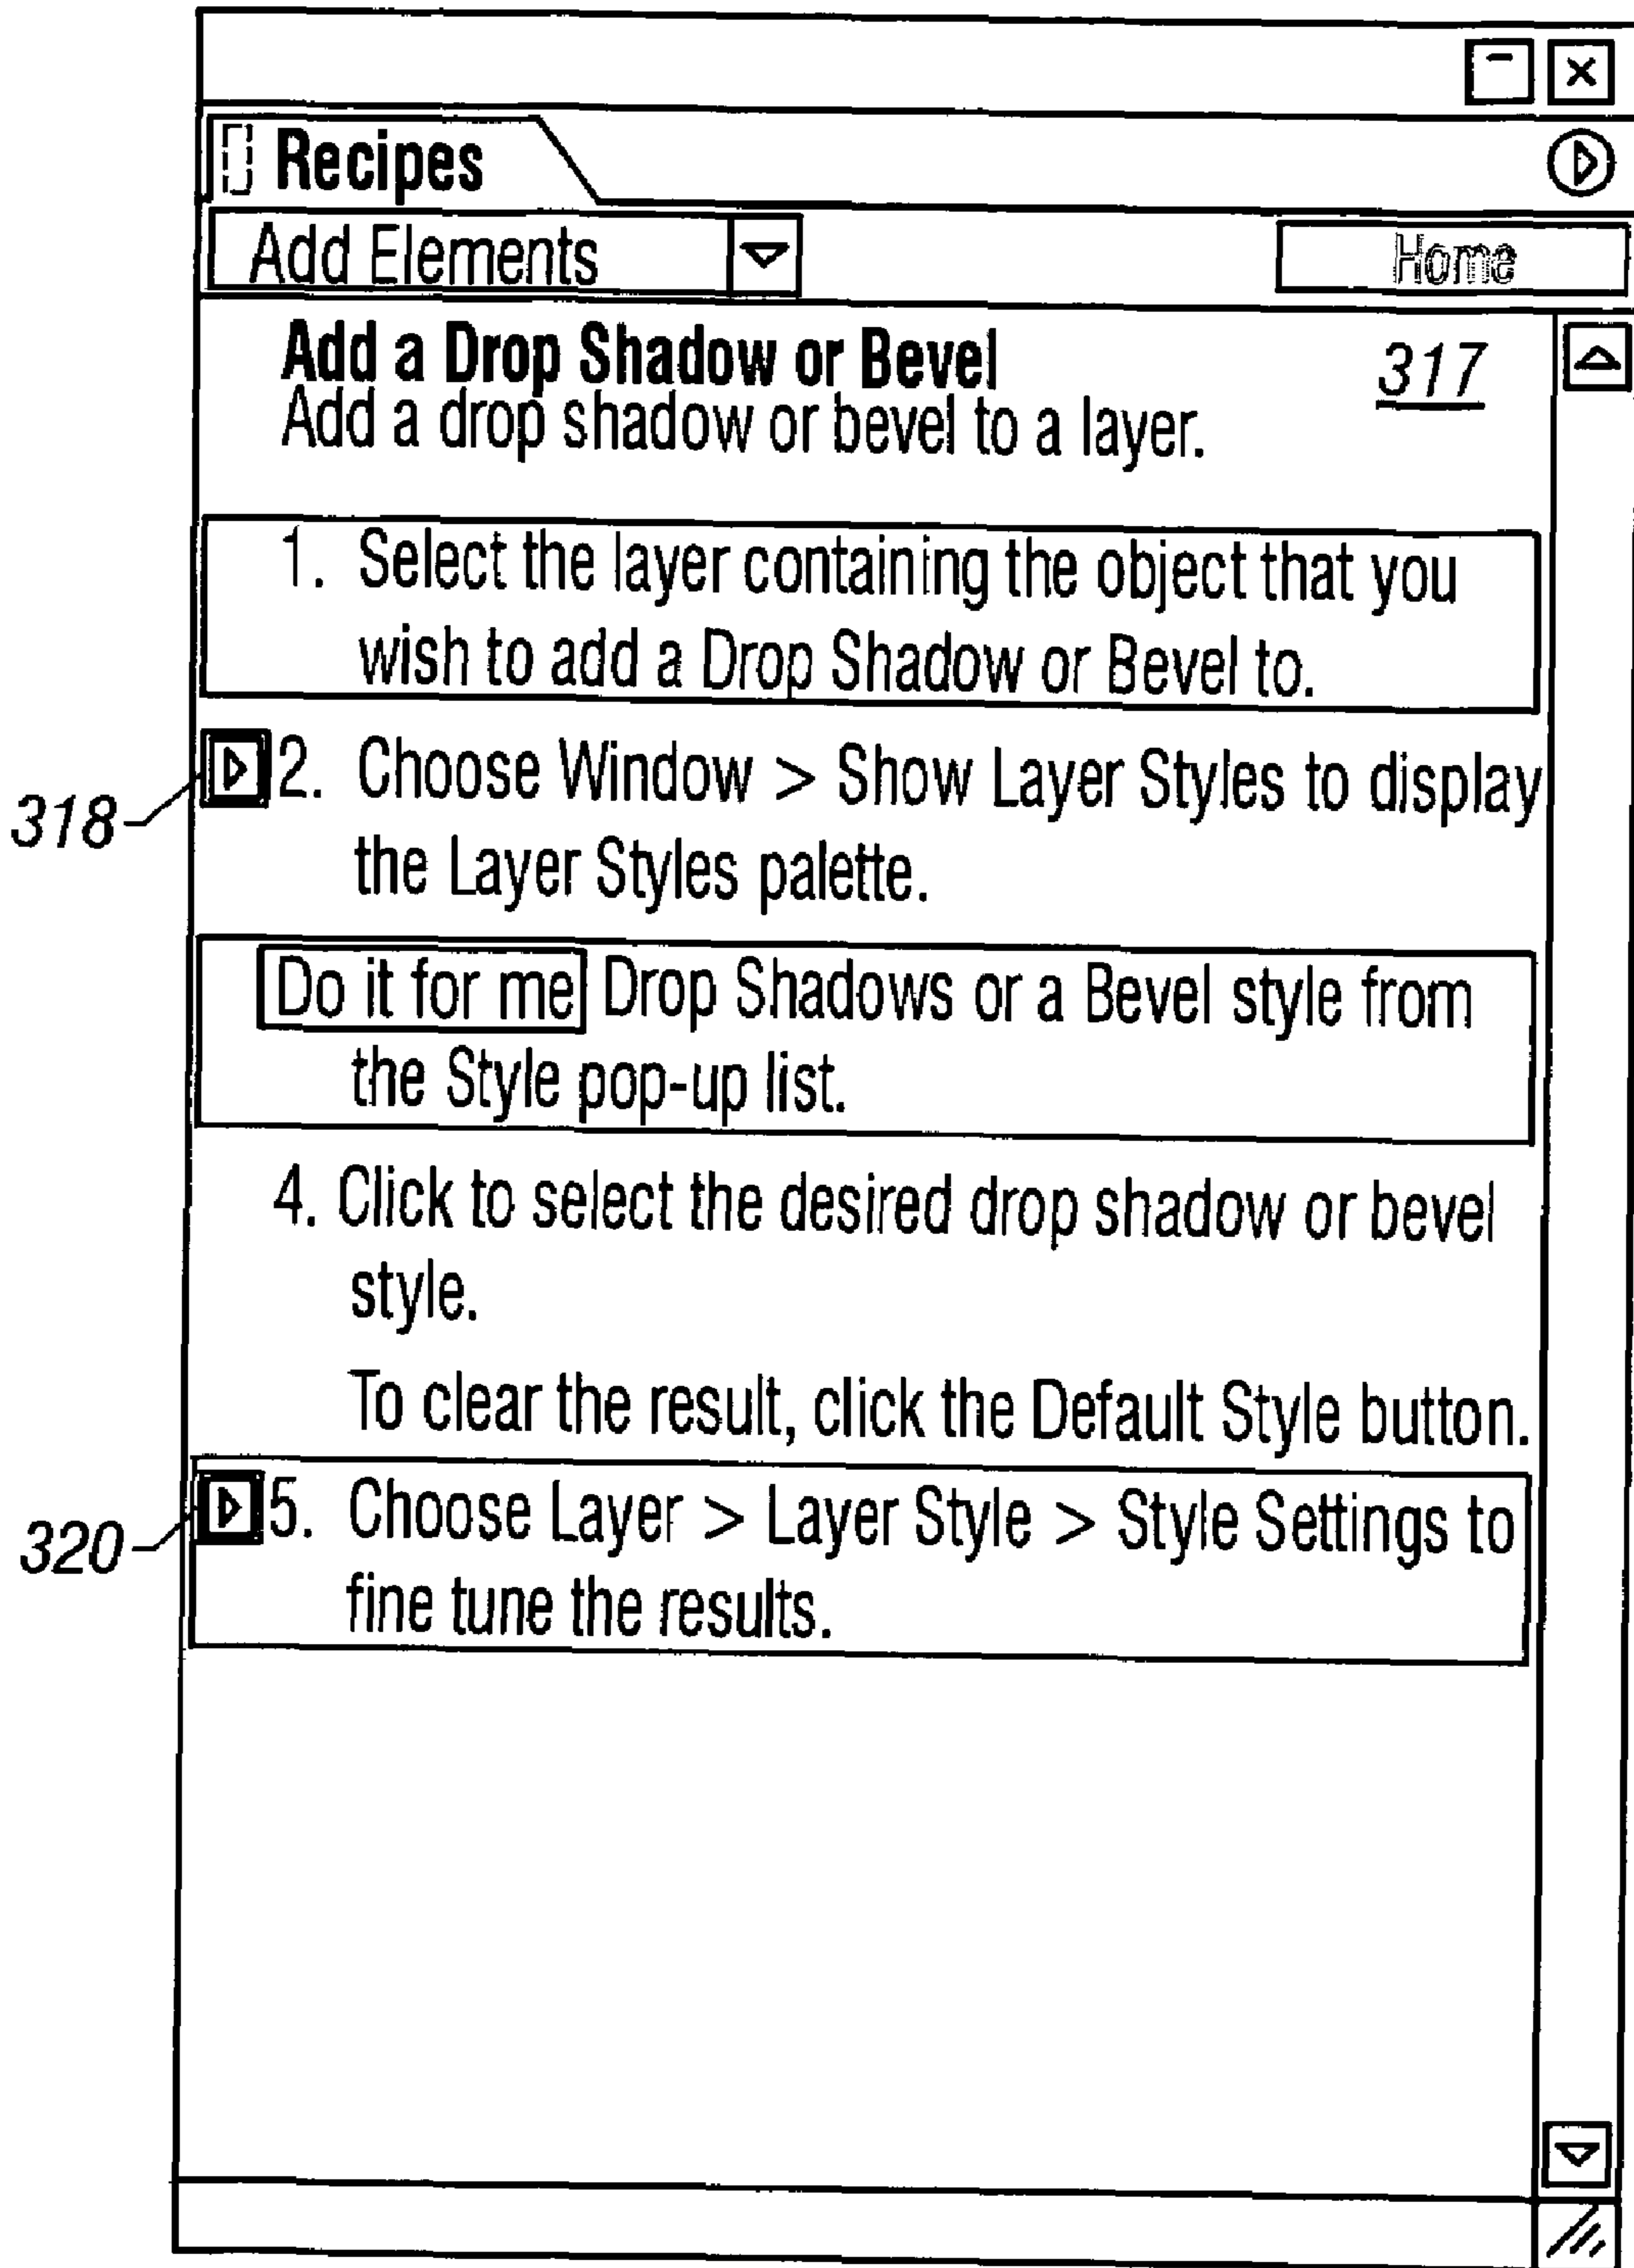 Recipes
Add Elements
Home
Add a Drop Shadow or Bevel
317
Add a drop shadow or bevel to a layer.
1. Select the layer containing the object that you
wish to add a Drop Shadow or Bevel to.
318
2. Choose Window > Show Layer Styles to display
the Layer Styles palette.
Do it for me Drop Shadows or a Bevel style from
the Style pop-up list.
4. Click to select the desired drop shadow or bevel
style.
To clear the result, click the Default Style button.
320
5. Choose Layer > Layer Style > Style Settings to
fine tune the results.